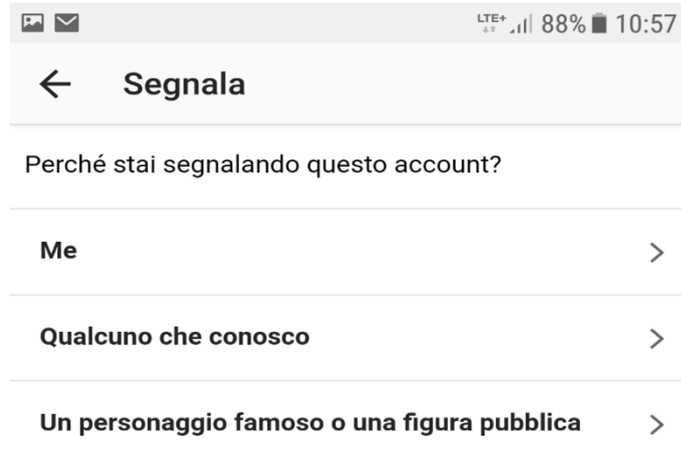 LTE+ 88% 10:57
Segnala
Perché stai segnalando questo account?
Me
Qualcuno che conosco
Un personaggio famoso o una figura pubblica